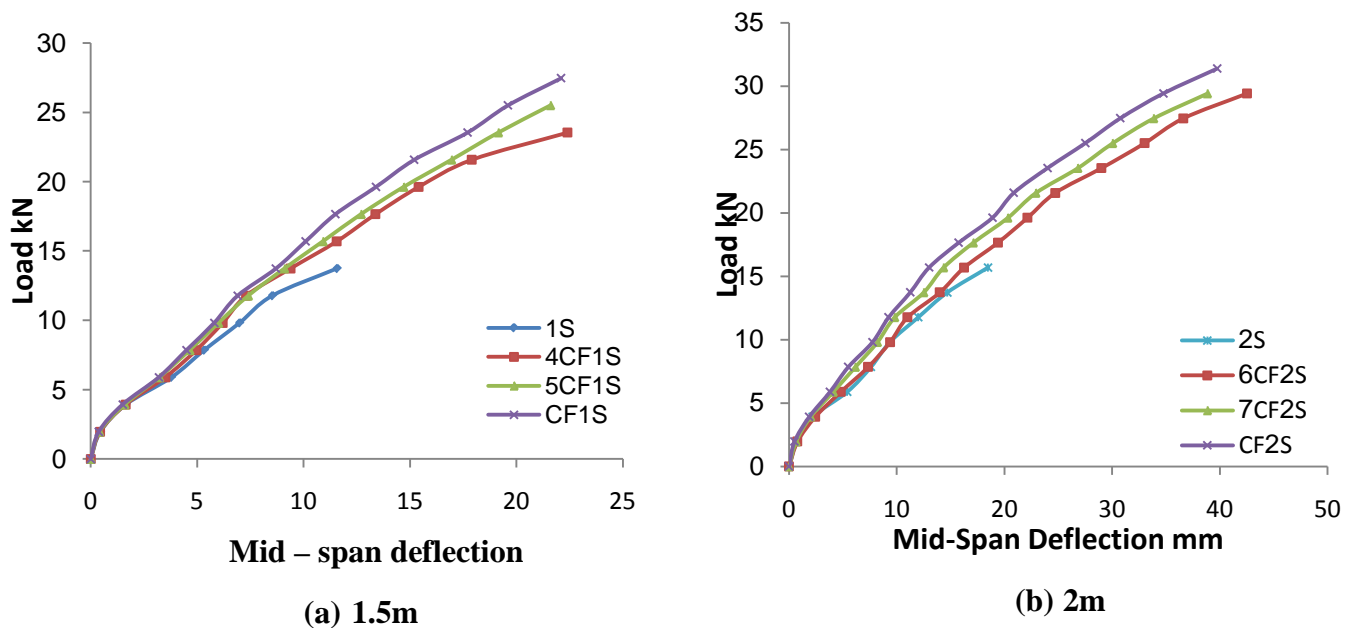 30
25
20
15
10
5
0
Load kN
0 5 10 15 20 25
Mid – span deflection
1S
4CF1S
5CF1S
CF1S
(a) 1.5m
35
30
25
20
15
10
5
0
Load kN
0 10 20 30 40 50
Mid-Span Deflection mm
2S
6CF2S
7CF2S
CF2S
(b) 2m